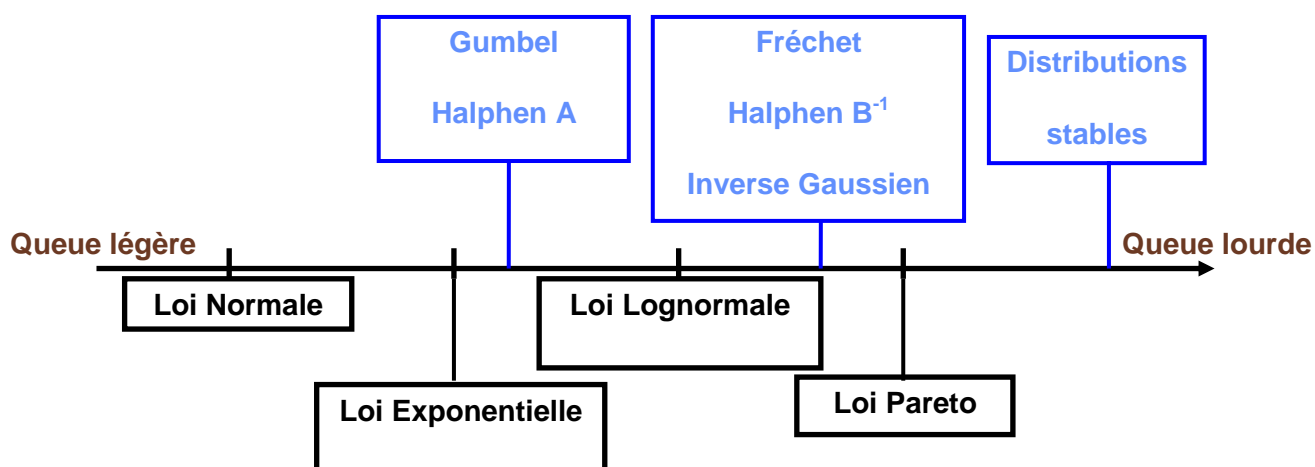 Gumbel
Halphen A
Fréchet
Halphen B⁻¹
Inverse Gaussien
Distributions
stables
Queue légère
Queue lourde
Loi Normale
Loi Lognormale
Loi Exponentielle
Loi Pareto